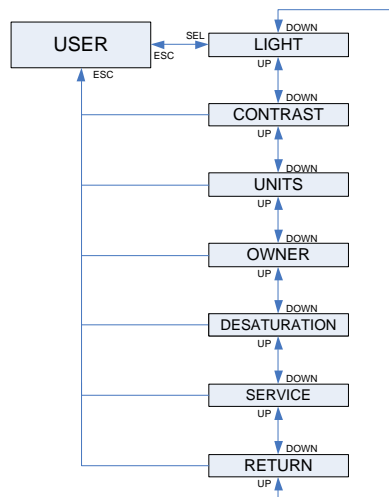 DOWN
USER
SEL
LIGHT
ESC
UP
ESC
DOWN
CONTRAST
UP
DOWN
UNITS
UP
DOWN
OWNER
UP
DOWN
DESATURATION
UP
DOWN
SERVICE
UP
DOWN
RETURN
UP